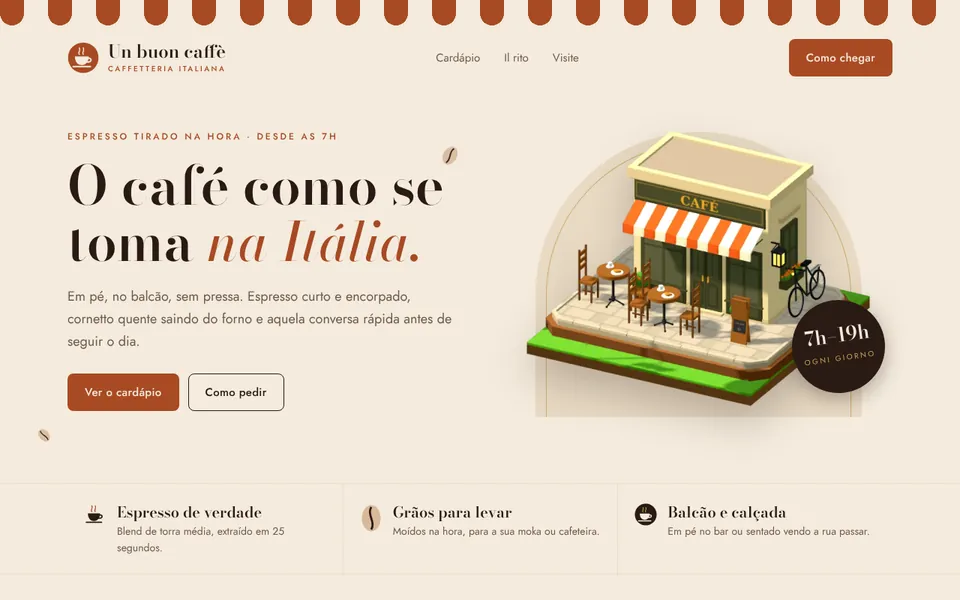 Un buon caffè
CAFFETTERIA ITALIANA
Cardápio
Il rito
Visite
Como chegar
ESPRESSO TIRADO NA HORA · DESDE AS 7H
O café como se
toma na Itália.
Em pé, no balcão, sem pressa. Espresso curto e encorpado,
cornetto quente saindo do forno e aquela conversa rápida antes de
seguir o dia.
Ver o cardápio
Como pedir
CAFÉ
7h–19h
OGNI GIORNO
Espresso de verdade
Blend de torra média, extraído em 25
segundos.
Grãos para levar
Moídos na hora, para a sua moka ou cafeteira.
Balcão e calçada
Em pé no bar ou sentado vendo a rua passar.